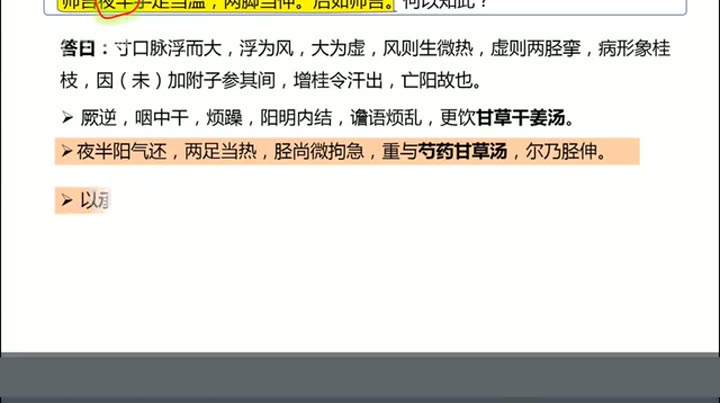 师言夜半手足当温，两脚当伸。后如师言。何以知此？
答曰：寸口脉浮而大，浮为风，大为虚，风则生微热，虚则两胫挛，病形象桂
枝，因（未）加附子参其间，增桂令汗出，亡阳故也。
➢ 厥逆，咽中干，烦躁，阳明内结，谵语烦乱，更饮甘草干姜汤。
➢ 夜半阳气还，两足当热，胫尚微拘急，重与芍药甘草汤，尔乃胫伸。
➢ 以承